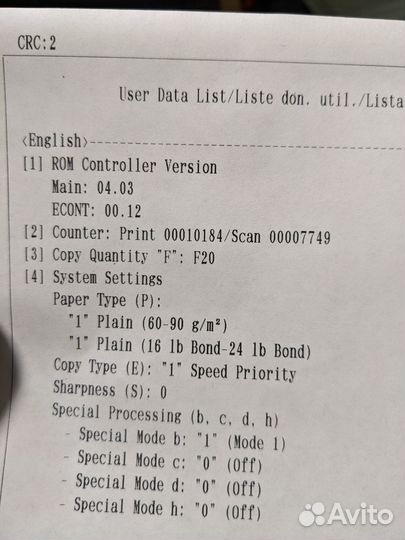 CRC:2
User Data List/Liste don. util./Lista
<English>
[1] ROM Controller Version
Main: 04.03
ECONT: 00.12
[2] Counter: Print 00010184/Scan 00007749
[3] Copy Quantity "F": F20
[4] System Settings
Paper Type (P):
"1" Plain (60-90 g/m²)
"1" Plain (16 lb Bond-24 lb Bond)
Copy Type (E): "1" Speed Priority
Sharpness (S): 0
Special Processing (b, c, d, h)
- Special Mode b: "1" (Mode 1)
- Special Mode c: "0" (Off)
- Special Mode d: "0" (Off)
- Special Mode h: "0" (Off)
Avito